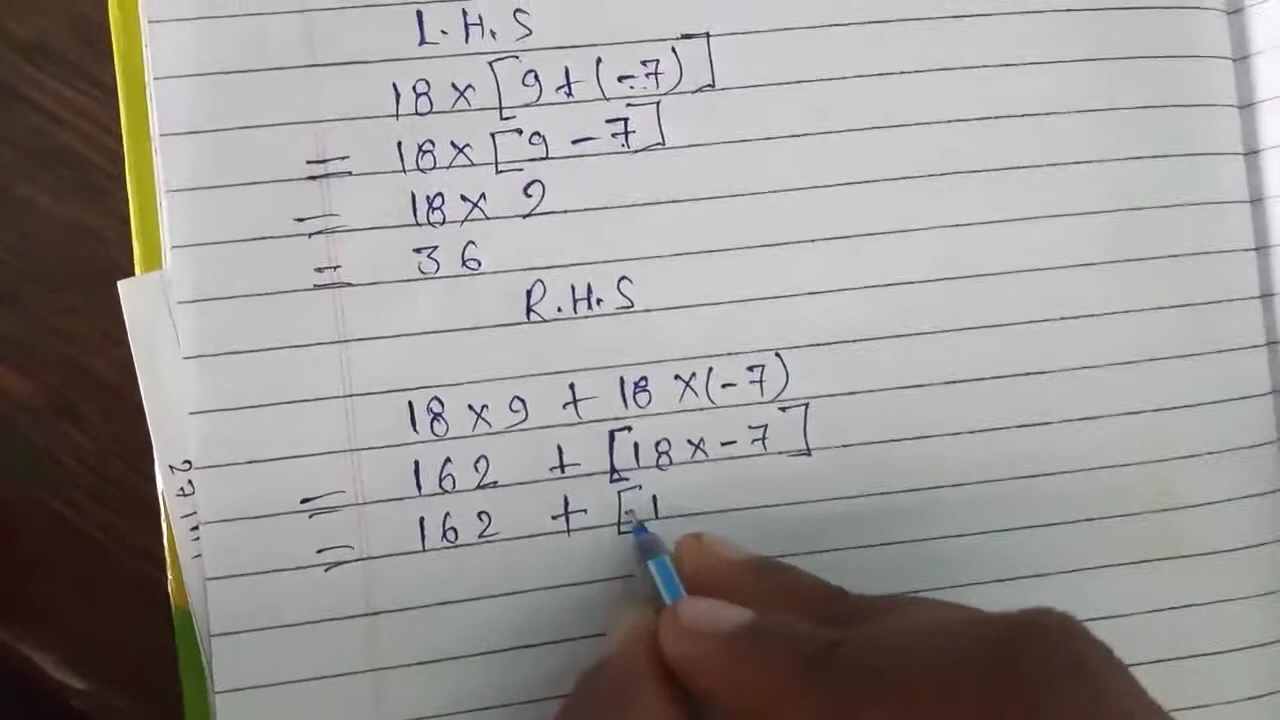 L.H.S
18 × [9 + (-7)]
= 18 × [9 - 7]
= 18 × 2
= 36
R.H.S
18 × 9 + 18 × (-7)
= 162 + [18 × -7]
= 162 + [-1